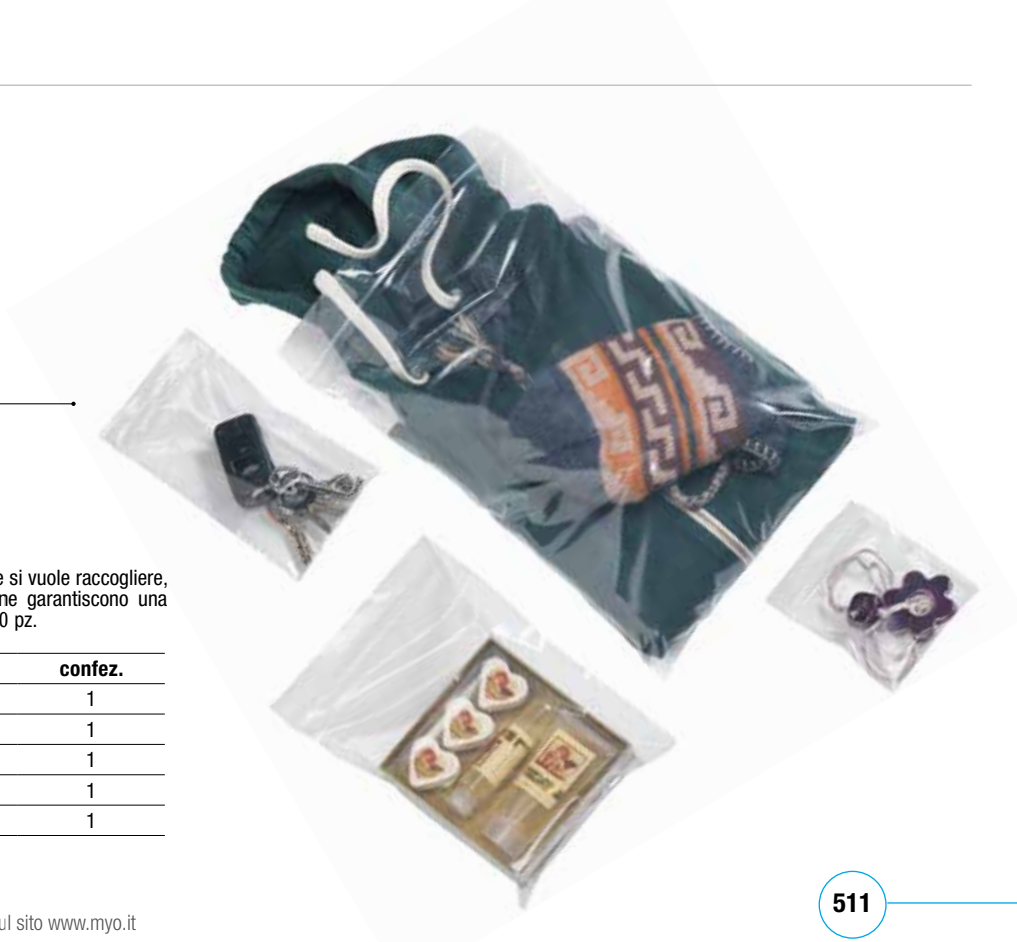 e si vuole raccogliere,
ne garantiscono una
0 pz.
confez.
1
1
1
1
1
ul sito www.myo.it
511